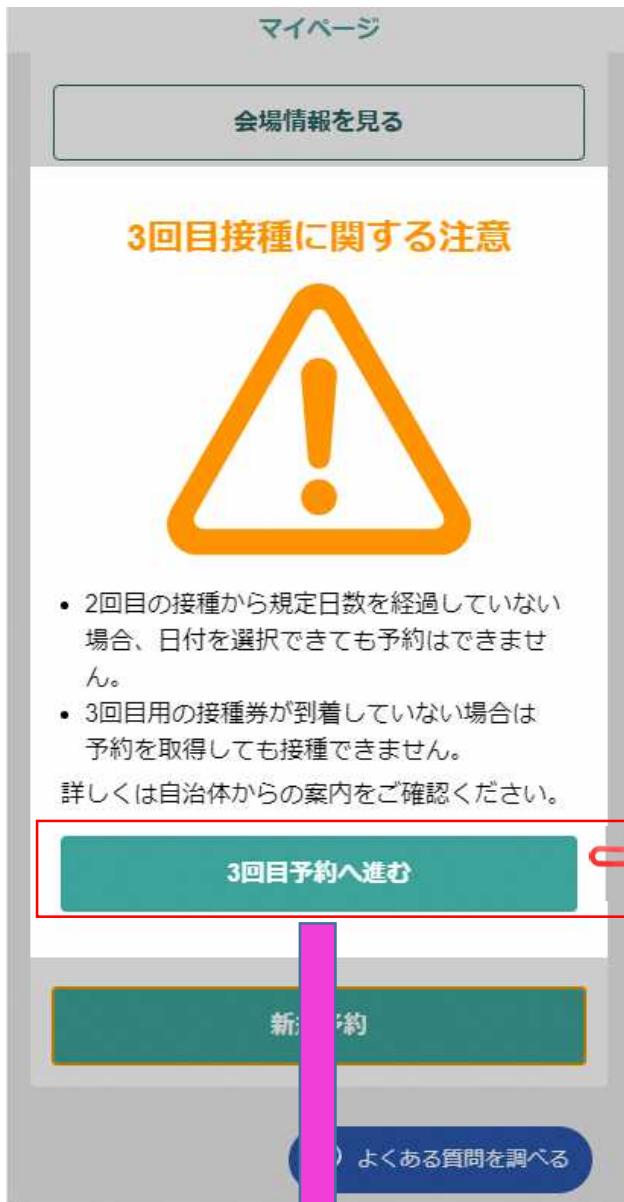 マイページ
会場情報を見る
3回目接種に関する注意
• 2回目の接種から規定日数を経過していない
場合、日付を選択できても予約はできませ
ん。
• 3回目用の接種券が到着していない場合は
予約を取得しても接種できません。
詳しくは自治体からの案内をご確認ください。
3回目予約へ進む
新 予約
よくある質問を調べる